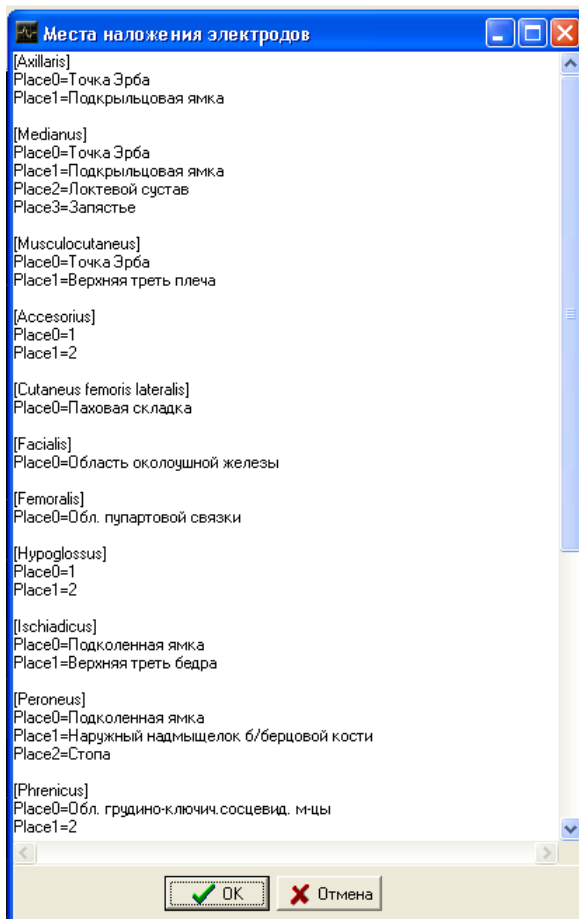 Места наложения электродов
[Axillaris]
Place0=Точка Эрба
Place1=Подкрыльцовая ямка
[Medianus]
Place0=Точка Эрба
Place1=Подкрыльцовая ямка
Place2=Локтевой сустав
Place3=Запястье
[Musculocutaneus]
Place0=Точка Эрба
Place1=Верхняя треть плеча
[Accesorius]
Place0=1
Place1=2
[Cutaneus femoris lateralis]
Place0=Паховая складка
[Facialis]
Place0=Область околоушной железы
[Femoralis]
Place0=Обл. пупартовой связки
[Hypoglossus]
Place0=1
Place1=2
[Ischiadicus]
Place0=Подколенная ямка
Place1=Верхняя треть бедра
[Peroneus]
Place0=Подколенная ямка
Place1=Наружный надмыщелок б/берцовой кости
Place2=Стопа
[Phrenicus]
Place0=Обл. грудино-ключич.сосцевид. м-цы
Place1=2
OK
Отмена